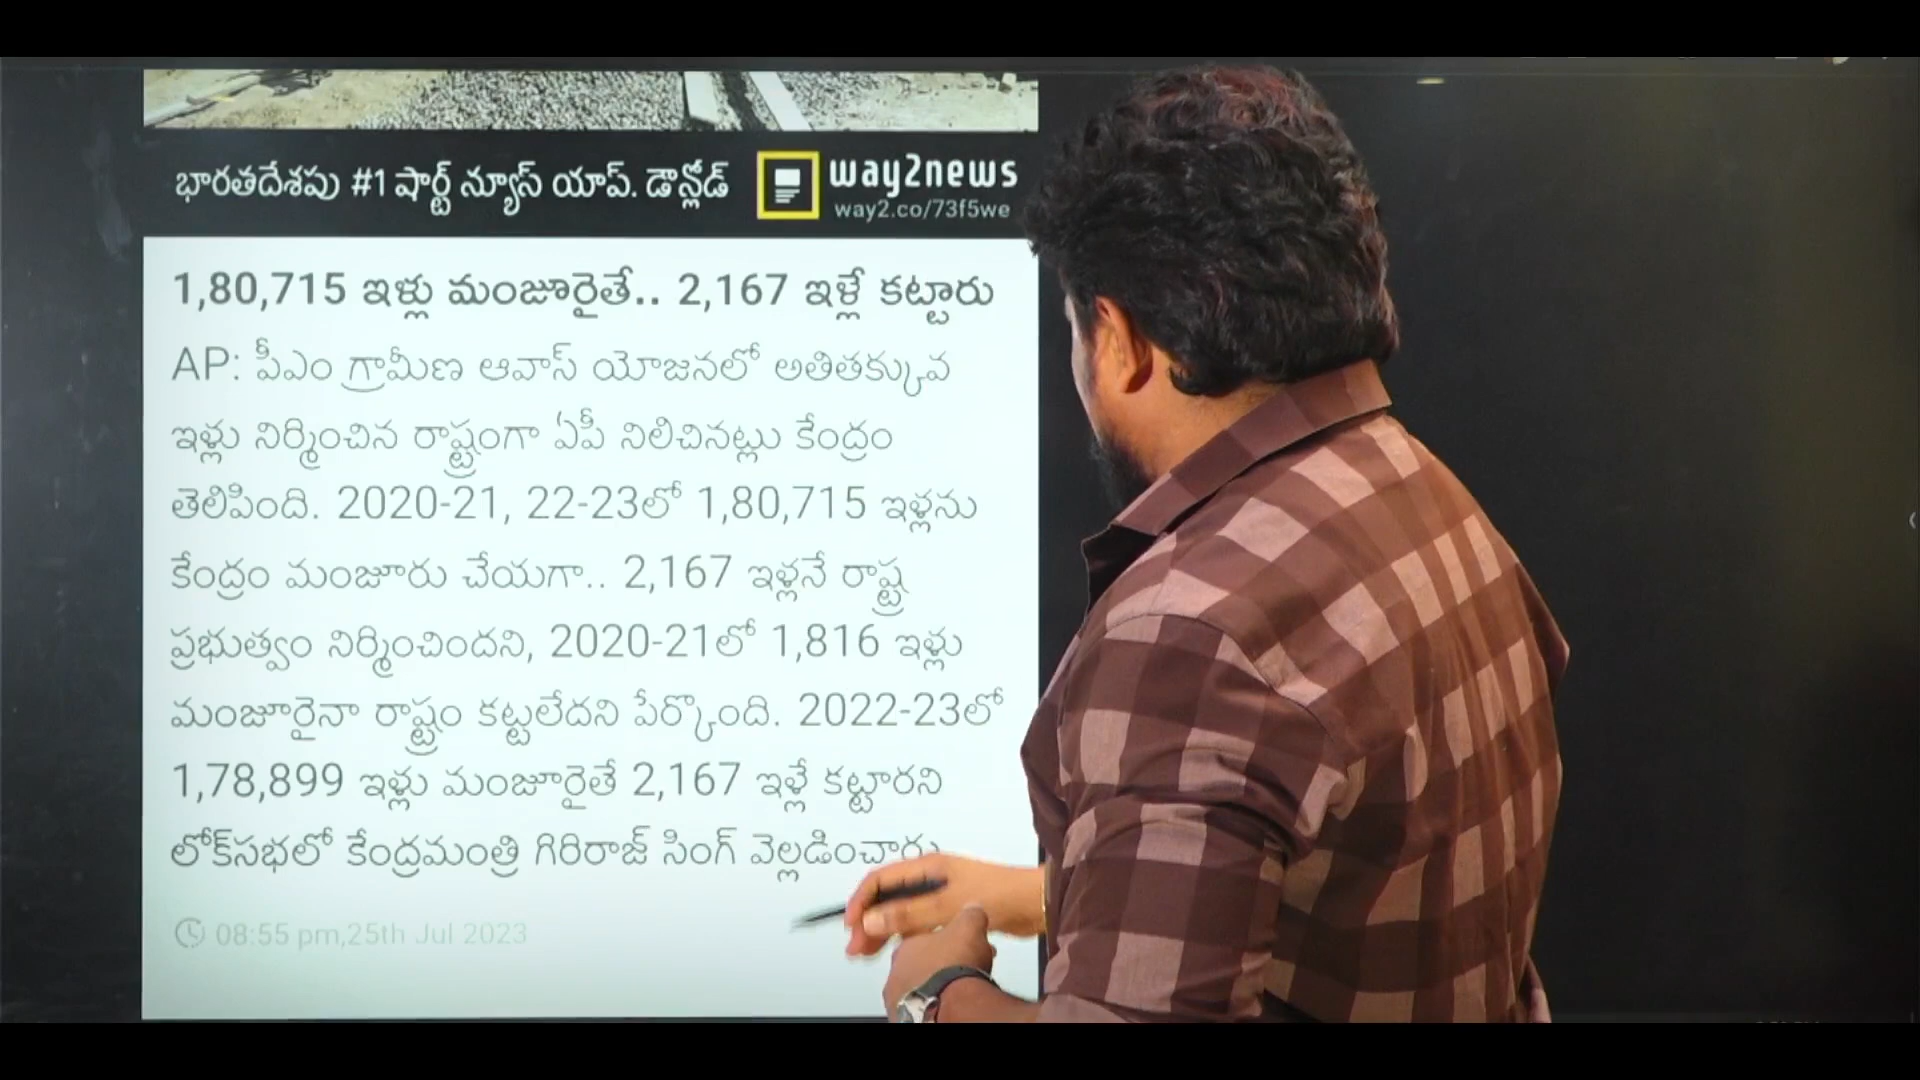 భారతదేశపు #1 షార్ట్ న్యూస్ యాప్. డౌన్లోడ్
way2news
way2.co/73f5we
1,80,715 ఇళ్లు మంజూరైతే.. 2,167 ఇళ్లే కట్టారు
AP: పీఎం గ్రామీణ ఆవాస్ యోజనలో అతితక్కువ
ఇళ్లు నిర్మించిన రాష్ట్రంగా ఏపీ నిలిచినట్లు కేంద్రం
తెలిపింది. 2020-21, 22-23లో 1,80,715 ఇళ్లను
కేంద్రం మంజూరు చేయగా.. 2,167 ఇళ్లనే రాష్ట్ర
ప్రభుత్వం నిర్మించిందని, 2020-21లో 1,816 ఇళ్లు
మంజూరైనా రాష్ట్రం కట్టలేదని పేర్కొంది. 2022-23లో
1,78,899 ఇళ్లు మంజూరైతే 2,167 ఇళ్లే కట్టారని
లోక్‌సభలో కేంద్రమంత్రి గిరిరాజ్ సింగ్ వెల్లడించారు.
08:55 pm,25th Jul 2023